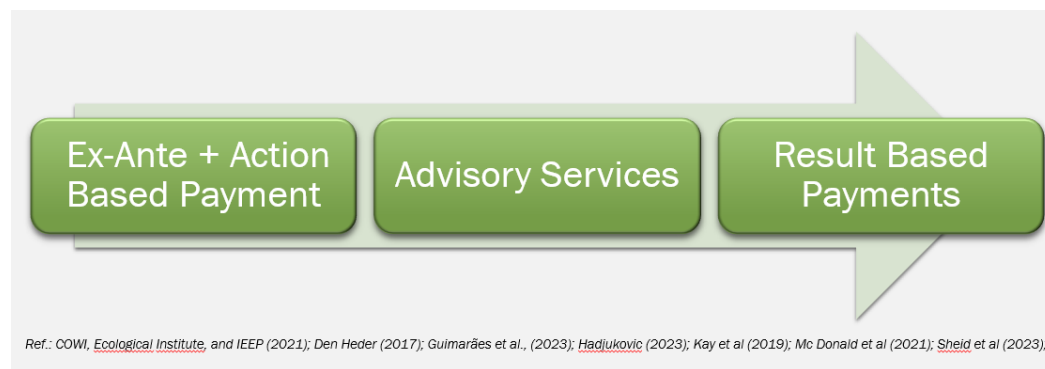 Ex-Ante + Action
Based Payment
Advisory Services
Result Based
Payments
Ref.: COWI, Ecological Institute, and IEEP (2021); Den Heder (2017); Guimarães et al., (2023); Hadjukovic (2023); Kay et al (2019); Mc Donald et al (2021); Sheid et al (2023),